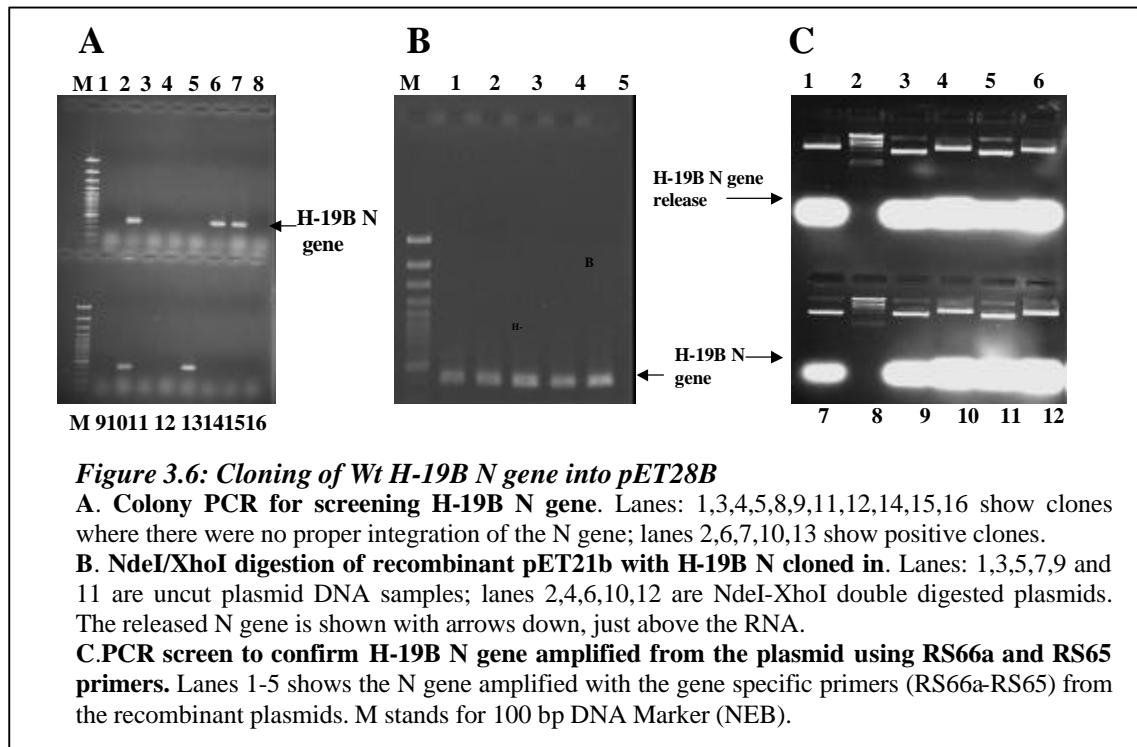 A
B
C
M 1 2 3 4 5 6 7 8
M 1 2 3 4 5
1 2 3 4 5 6
H-19B N gene
release
H-19B N
gene
B
H-
H-19B N
gene
M 91011 12 13141516
7 8 9 10 11 12
Figure 3.6: Cloning of Wt H-19B N gene into pET28B
A. Colony PCR for screening H-19B N gene. Lanes: 1,3,4,5,8,9,11,12,14,15,16 show clones
where there were no proper integration of the N gene; lanes 2,6,7,10,13 show positive clones.
B. NdeI/XhoI digestion of recombinant pET21b with H-19B N cloned in. Lanes: 1,3,5,7,9 and
11 are uncut plasmid DNA samples; lanes 2,4,6,10,12 are NdeI-XhoI double digested plasmids.
The released N gene is shown with arrows down, just above the RNA.
C.PCR screen to confirm H-19B N gene amplified from the plasmid using RS66a and RS65
primers. Lanes 1-5 shows the N gene amplified with the gene specific primers (RS66a-RS65) from
the recombinant plasmids. M stands for 100 bp DNA Marker (NEB).